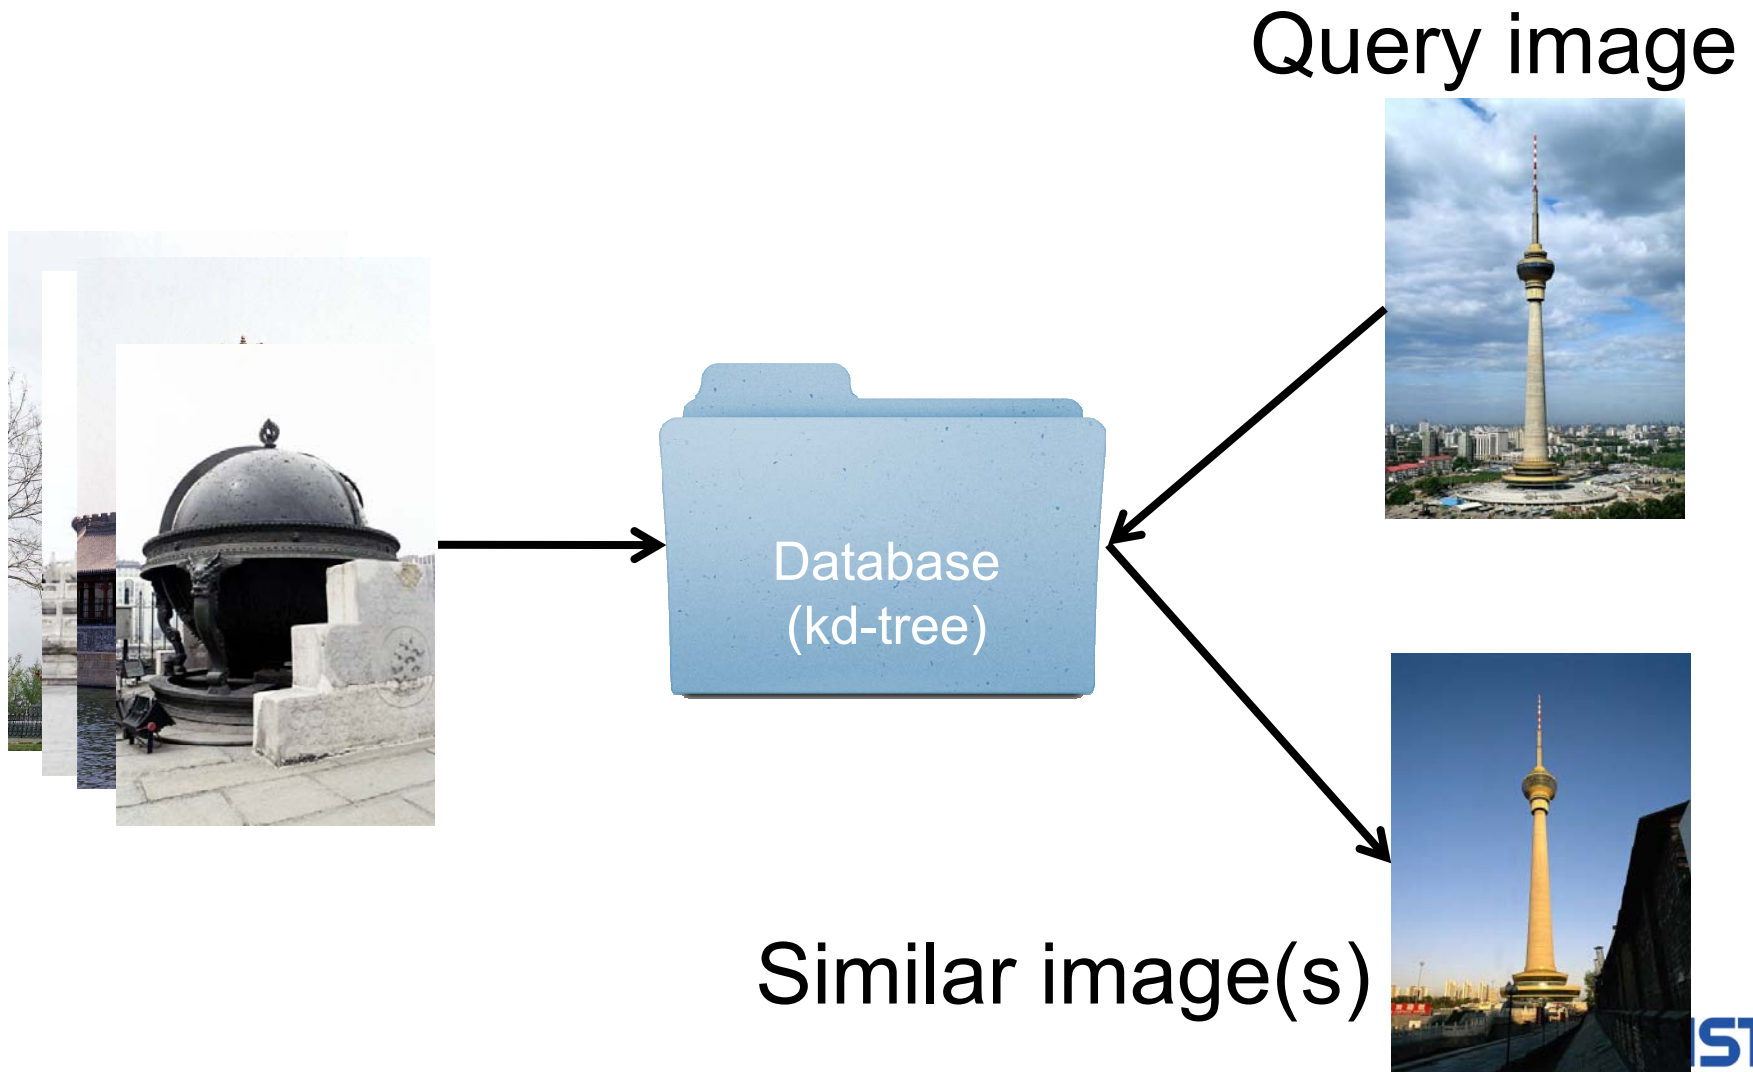 Query image
Database
(kd-tree)
Similar image(s)